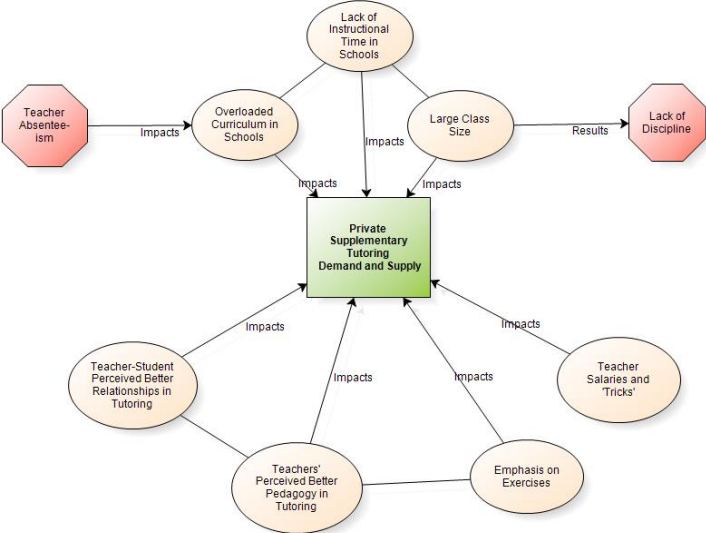 Lack of
Instructional
Time in
Schools
Teacher
Absentee-
ism
Impacts
Overloaded
Curriculum in
Schools
Large Class
Size
Results
Lack of
Discipline
Impacts
Impacts
Impacts
Private
Supplementary
Tutoring
Demand and Supply
Impacts
Impacts
Impacts
Impacts
Teacher-Student
Perceived Better
Relationships in
Tutoring
Teacher
Salaries and
'Tricks'
Teachers'
Perceived Better
Pedagogy in
Tutoring
Emphasis on
Exercises